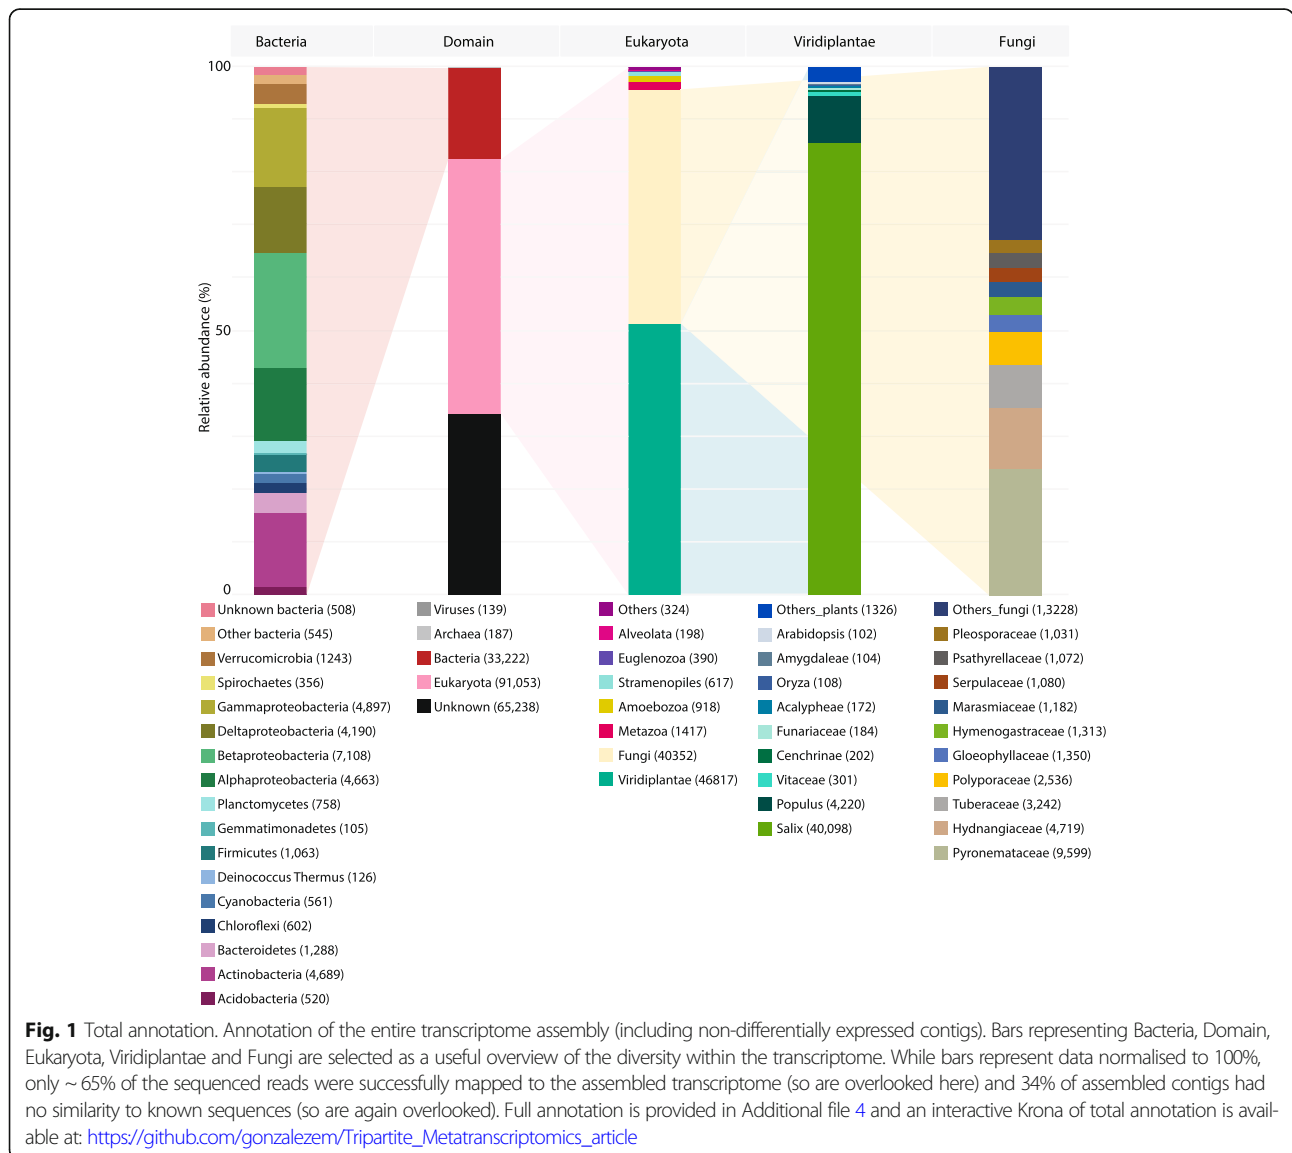 Bacteria
Domain
Eukaryota
Viridiplantae
Fungi
100
50
0
Relative abundance (%)
Unknown bacteria (508)
Other bacteria (545)
Verrucomicrobia (1243)
Spirochaetes (356)
Gammaproteobacteria (4,897)
Deltaproteobacteria (4,190)
Betaproteobacteria (7,108)
Alphaproteobacteria (4,663)
Planctomycetes (758)
Gemmatimonadetes (105)
Firmicutes (1,063)
Deinococcus Thermus (126)
Cyanobacteria (561)
Chloroflexi (602)
Bacteroidetes (1,288)
Actinobacteria (4,689)
Acidobacteria (520)
Viruses (139)
Archaea (187)
Bacteria (33,222)
Eukaryota (91,053)
Unknown (65,238)
Others (324)
Alveolata (198)
Euglenozoa (390)
Stramenopiles (617)
Amoebozoa (918)
Metazoa (1417)
Fungi (40352)
Viridiplantae (46817)
Others_plants (1326)
Arabidopsis (102)
Amygdaleae (104)
Oryza (108)
Acalypheae (172)
Funariaceae (184)
Cenchrinae (202)
Vitaceae (301)
Populus (4,220)
Salix (40,098)
Others_fungi (1,3228)
Pleosporaceae (1,031)
Psathyrellaceae (1,072)
Serpulaceae (1,080)
Marasmiaceae (1,182)
Hymenogastraceae (1,313)
Gloeophyllaceae (1,350)
Polyporaceae (2,536)
Tuberaceae (3,242)
Hydnangiaceae (4,719)
Pyronemataceae (9,599)
Fig. 1 Total annotation. Annotation of the entire transcriptome assembly (including non-differentially expressed contigs). Bars representing Bacteria, Domain,
Eukaryota, Viridiplantae and Fungi are selected as a useful overview of the diversity within the transcriptome. While bars represent data normalised to 100%,
only ~ 65% of the sequenced reads were successfully mapped to the assembled transcriptome (so are overlooked here) and 34% of assembled contigs had
no similarity to known sequences (so are again overlooked). Full annotation is provided in Additional file 4 and an interactive Krona of total annotation is avail-
able at: https://github.com/gonzalezem/Tripartite_Metatranscriptomics_article